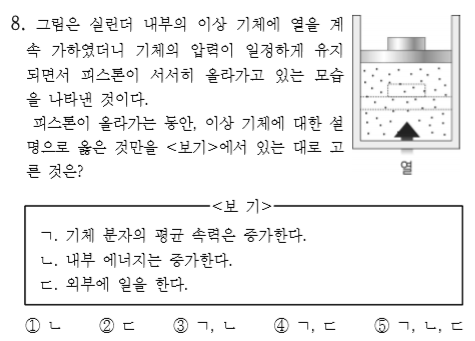 8. 그림은 실린더 내부의 이상 기체에 열을 계
속 가하였더니 기체의 압력이 일정하게 유지
되면서 피스톤이 서서히 올라가고 있는 모습
을 나타낸 것이다.
피스톤이 올라가는 동안, 이상 기체에 대한 설
명으로 옳은 것만을 <보기>에서 있는 대로 고
른 것은?
열
<보 기>
ㄱ. 기체 분자의 평균 속력은 증가한다.
ㄴ. 내부 에너지는 증가한다.
ㄷ. 외부에 일을 한다.
① ㄴ ② ㄷ ③ ㄱ, ㄴ ④ ㄱ, ㄷ ⑤ ㄱ, ㄴ, ㄷ